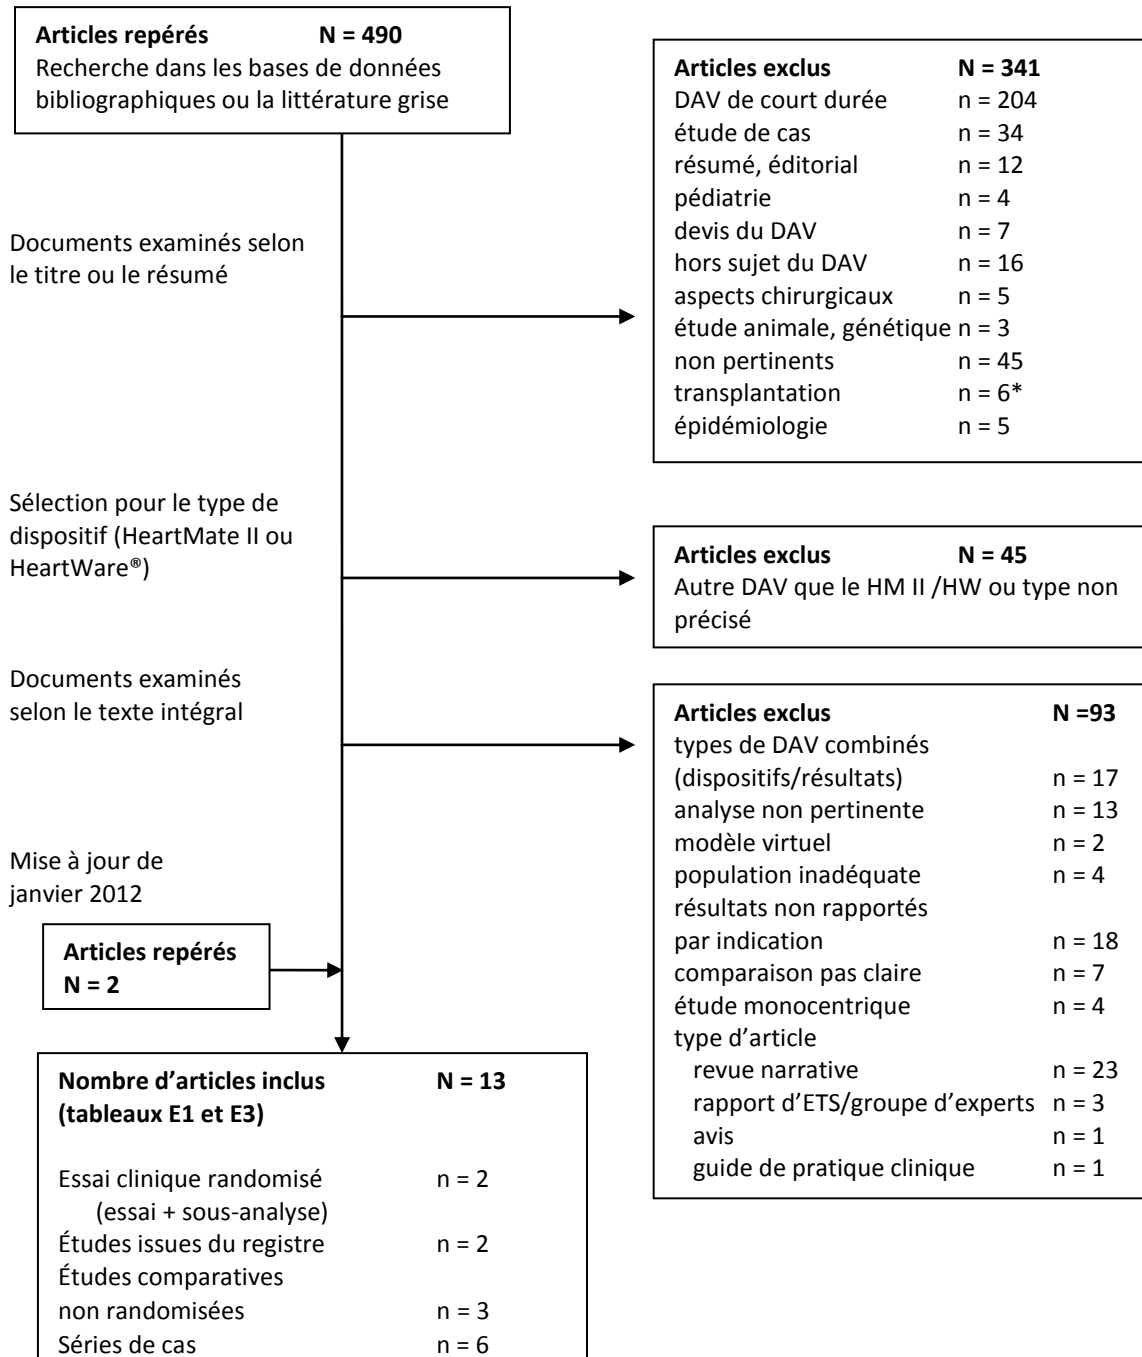 Articles repérés N = 490
Recherche dans les bases de données
bibliographiques ou la littérature grise
Articles exclus N = 341
DAV de court durée n = 204
étude de cas n = 34
résumé, éditorial n = 12
pédiatrie n = 4
devis du DAV n = 7
hors sujet du DAV n = 16
aspects chirurgicaux n = 5
étude animale, génétique n = 3
non pertinents n = 45
transplantation n = 6*
épidémiologie n = 5
Documents examinés selon
le titre ou le résumé
Sélection pour le type de
dispositif (HeartMate II ou
HeartWare®)
Articles exclus N = 45
Autre DAV que le HM II /HW ou type non
précisé
Documents examinés
selon le texte intégral
Articles exclus N =93
types de DAV combinés
(dispositifs/résultats) n = 17
analyse non pertinente n = 13
modèle virtuel n = 2
population inadéquate n = 4
résultats non rapportés
par indication n = 18
comparaison pas claire n = 7
étude monocentrique n = 4
type d’article
revue narrative n = 23
rapport d’ETS/groupe d’experts n = 3
avis n = 1
guide de pratique clinique n = 1
Mise à jour de
janvier 2012
Articles repérés
N = 2
Nombre d’articles inclus N = 13
(tableaux E1 et E3)
Essai clinique randomisé n = 2
(essai + sous-analyse)
Études issues du registre n = 2
Études comparatives
non randomisées n = 3
Séries de cas n = 6